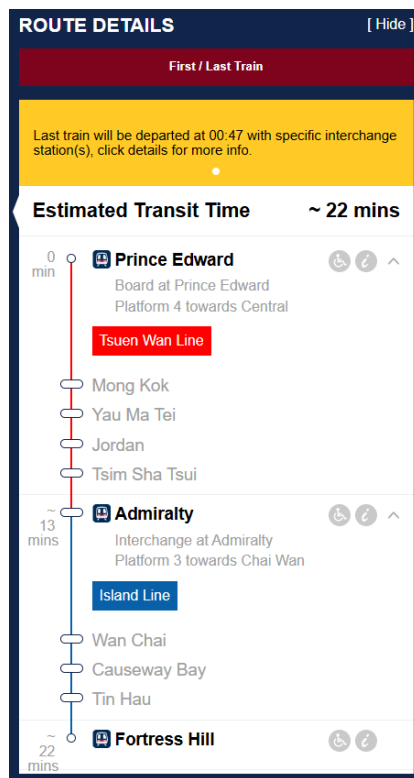 ROUTE DETAILS [ Hide ]
First / Last Train
Last train will be departed at 00:47 with specific interchange
station(s), click details for more info.
Estimated Transit Time ~ 22 mins
0
min
Prince Edward
Board at Prince Edward
Platform 4 towards Central
Tsuen Wan Line
Mong Kok
Yau Ma Tei
Jordan
Tsim Sha Tsui
~
13
mins
Admiralty
Interchange at Admiralty
Platform 3 towards Chai Wan
Island Line
Wan Chai
Causeway Bay
Tin Hau
~
22
mins
Fortress Hill